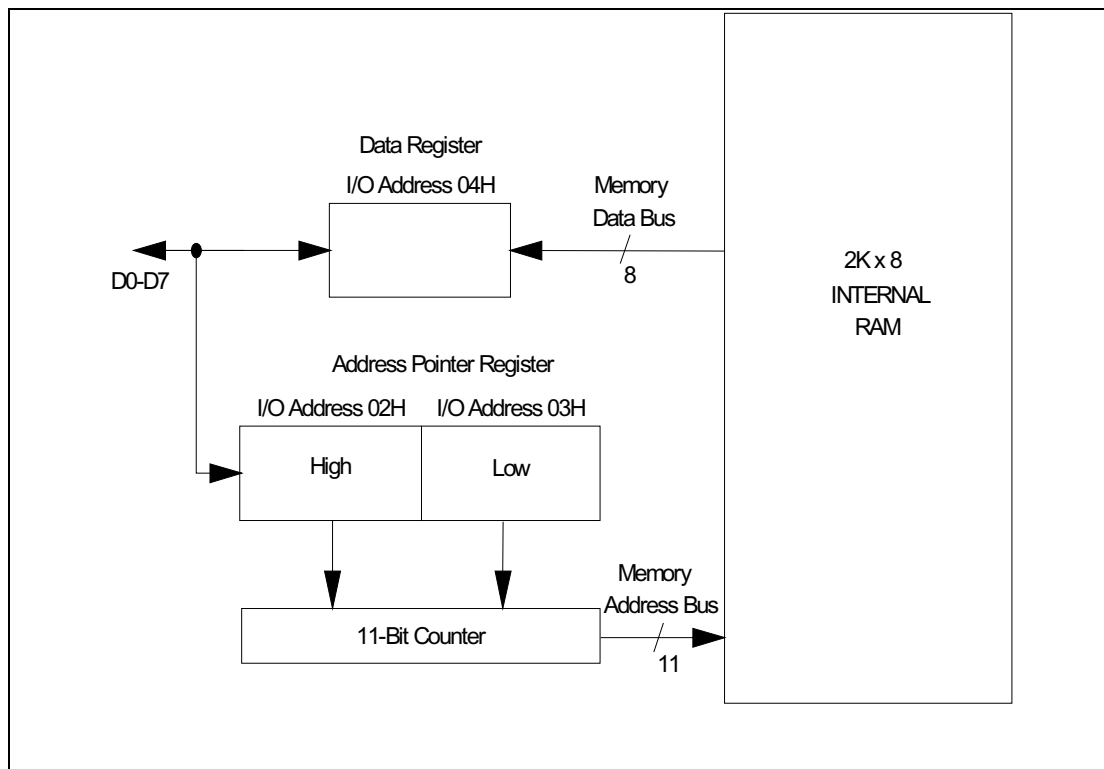 Data Register
I/O Address 04H
Memory
Data Bus
8
D0-D7
2K x 8
INTERNAL
RAM
Address Pointer Register
I/O Address 02H
I/O Address 03H
High
Low
Memory
Address Bus
11
11-Bit Counter